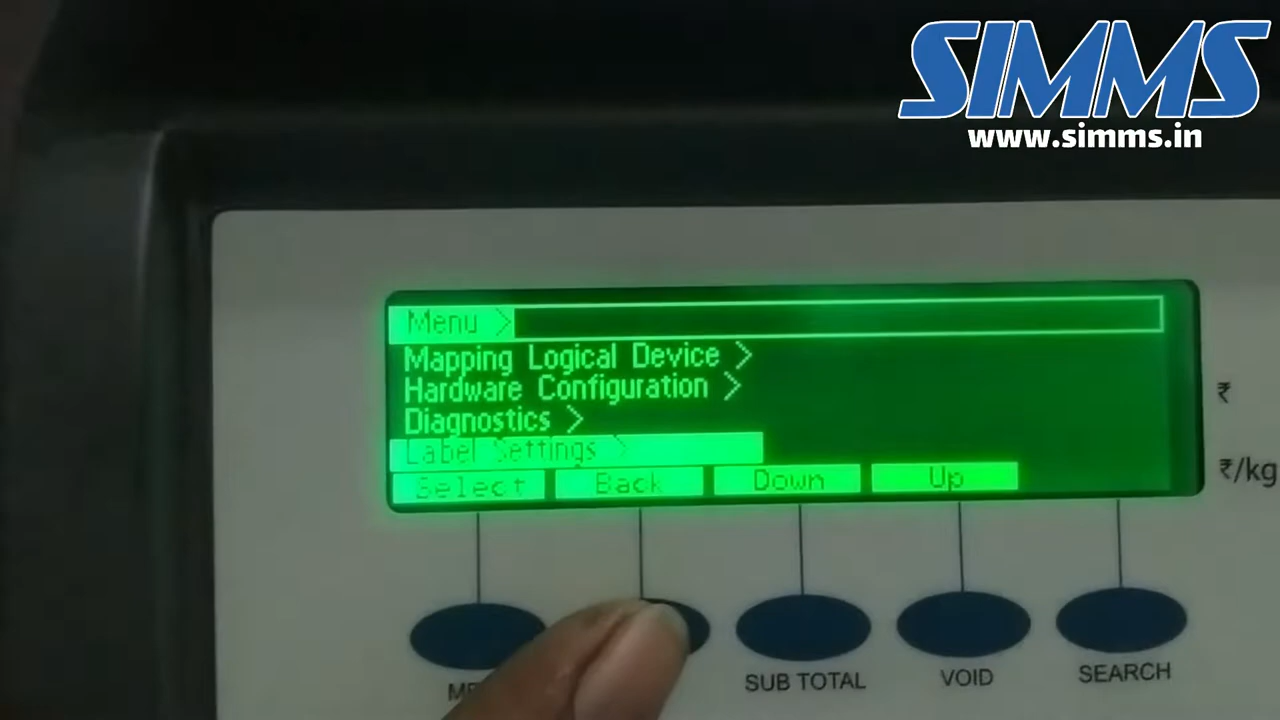 SIMMS
www.simms.in
Menu >
Mapping Logical Device >
Hardware Configuration >
Diagnostics >
Label Settings >
Select Back Down Up
₹
₹/kg
SUB TOTAL VOID SEARCH